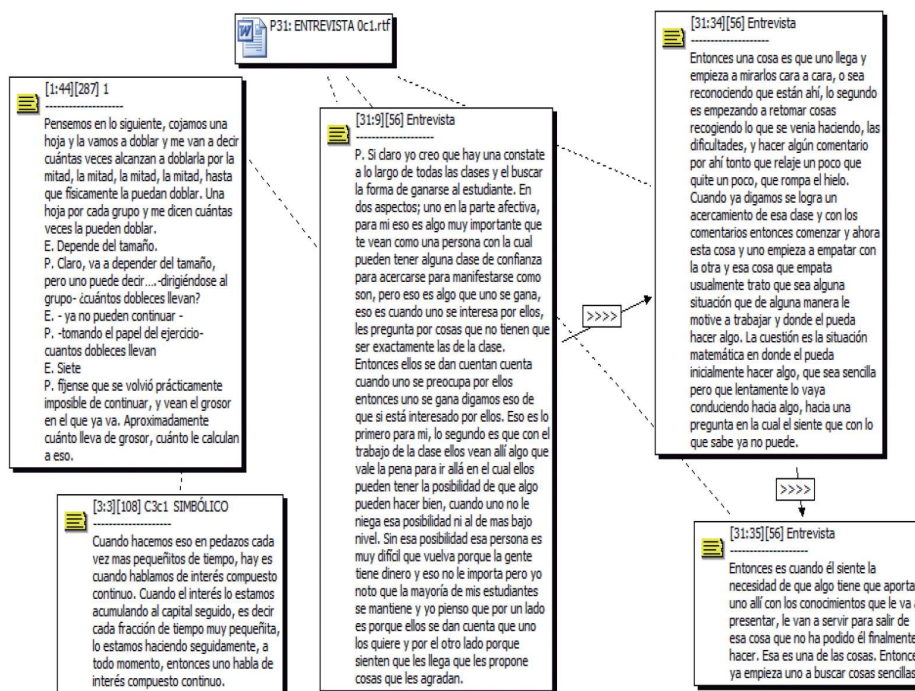 P31: ENTREVISTA 0c1.rtf
[1:44][287] 1
--------------------
Pensemos en lo siguiente, cojamos una
hoja y la vamos a doblar y me van a decir
cuántas veces alcanzan a doblarla por la
mitad, la mitad, la mitad, la mitad, hasta
que físicamente la puedan doblar. Una
hoja por cada grupo y me dicen cuántas
veces la pueden doblar.
E. Depende del tamaño.
P. Claro, va a depender del tamaño,
pero uno puede decir....-dirigiéndose al
grupo- ¿cuántos dobleces llevan?
E. - ya no pueden continuar -
P. -tomando el papel del ejercicio-
cuantos dobleces llevan
E. Siete
P. fíjense que se volvió prácticamente
imposible de continuar, y vean el grosor
en el que ya va. Aproximadamente
cuánto lleva de grosor, cuánto le calculan
a eso.
[3:3][108] C3c1 SIMBÓLICO
--------------------
Cuando hacemos eso en pedazos cada
vez mas pequeñitos de tiempo, hay es
cuando hablamos de interés compuesto
continuo. Cuando el interés lo estamos
acumulando al capital seguido, es decir
cada fracción de tiempo muy pequeñita,
lo estamos haciendo seguidamente, a
todo momento, entonces uno habla de
interés compuesto continuo.
[31:9][56] Entrevista
--------------------
P. Si claro yo creo que hay una constate
a lo largo de todas las clases y el buscar
la forma de ganarse al estudiante. En
dos aspectos; uno en la parte afectiva,
para mi eso es algo muy importante que
te vean como una persona con la cual
pueden tener alguna clase de confianza
para acercarse para manifestarse como
son, pero eso es algo que uno se gana,
eso es cuando uno se interesa por ellos,
les pregunta por cosas que no tienen que
ser exactamente las de la clase.
Entonces ellos se dan cuentan cuenta
cuando uno se preocupa por ellos
entonces uno se gana digamos eso de
que si está interesado por ellos. Eso es lo
primero para mi, lo segundo es que con el
trabajo de la clase ellos vean allí algo que
vale la pena para ir allá en el cual ellos
pueden tener la posibilidad de que algo
pueden hacer bien, cuando uno no le
niega esa posibilidad ni al de mas bajo
nivel. Sin esa posibilidad esa persona es
muy difícil que vuelva porque la gente
tiene dinero y eso no le importa pero yo
noto que la mayoría de mis estudiantes
se mantiene y yo pienso que por un lado
es porque ellos se dan cuenta que uno
los quiere y por el otro lado porque
sienten que les llega que les propone
cosas que les agradan.
>>>>
[31:34][56] Entrevista
--------------------
Entonces una cosa es que uno llega y
empieza a mirarlos cara a cara, o sea
reconociendo que están ahí, lo segundo
es empezando a retomar cosas
recogiendo lo que se venia haciendo, las
dificultades, y hacer algún comentario
por ahí tonto que relaje un poco que
quite un poco, que rompa el hielo.
Cuando ya digamos se logra un
acercamiento de esa clase y con los
comentarios entonces comenzar y ahora
esta cosa y uno empieza a empatar con
la otra y esa cosa que empata
usualmente trato que sea alguna
situación que de alguna manera le
motive a trabajar y donde el pueda
hacer algo. La cuestión es la situación
matemática en donde el pueda
inicialmente hacer algo, que sea sencilla
pero que lentamente lo vaya
conduciendo hacia algo, hacia una
pregunta en la cual el siente que con lo
que sabe ya no puede.
>>>>
[31:35][56] Entrevista
--------------------
Entonces es cuando él siente la
necesidad de que algo tiene que aporta
uno allí con los conocimientos que le va a
presentar, le van a servir para salir de
esa cosa que no ha podido él finalmente
hacer. Esa es una de las cosas. Entonce
ya empieza uno a buscar cosas sencillas